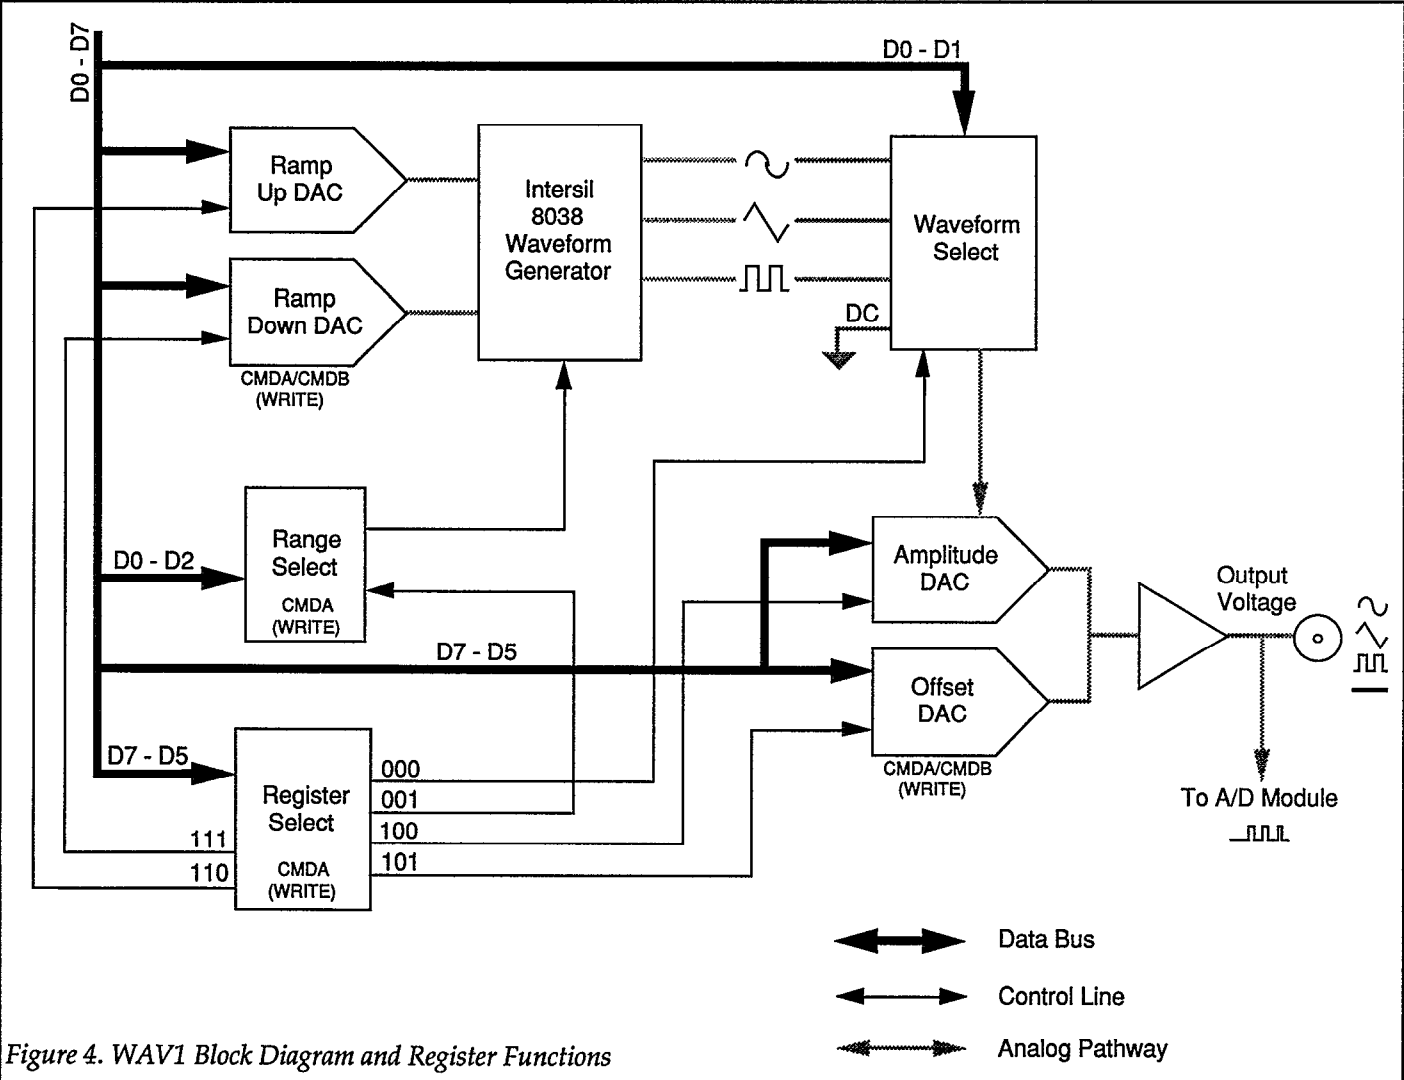 D0 - D7
D0 - D1
Ramp
Up DAC
Intersil
8038
Waveform
Generator
Waveform
Select
DC
Ramp
Down DAC
CMDA/CMDB
(WRITE)
D0 - D2
Range
Select
CMDA
(WRITE)
Amplitude
DAC
Output
Voltage
D7 - D5
Offset
DAC
CMDA/CMDB
(WRITE)
To A/D Module
D7 - D5
Register
Select
CMDA
(WRITE)
000
001
100
101
111
110
Data Bus
Control Line
Analog Pathway
Figure 4. WAV1 Block Diagram and Register Functions